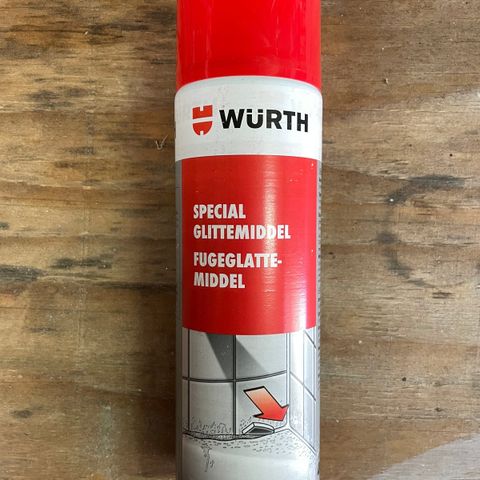 WÜRTH
SPECIAL
GLITTEMIDDEL
FUGEGLATTE-
MIDDEL